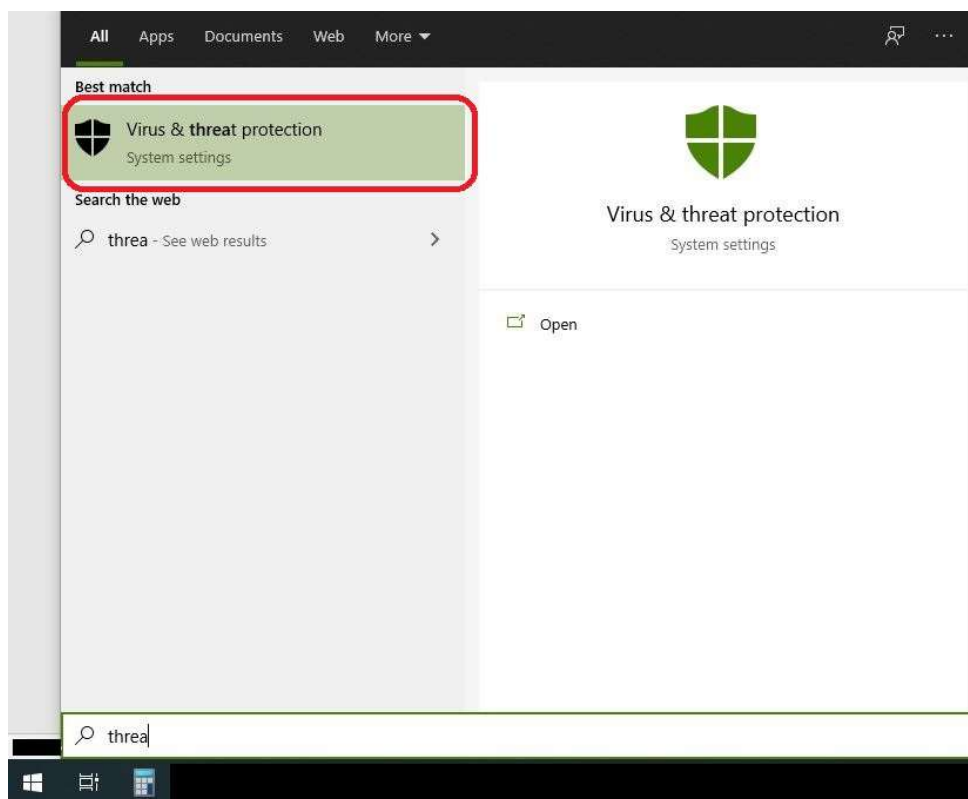 All Apps Documents Web More
Best match
Virus & threat protection
System settings
Search the web
threa - See web results
Virus & threat protection
System settings
Open
threa